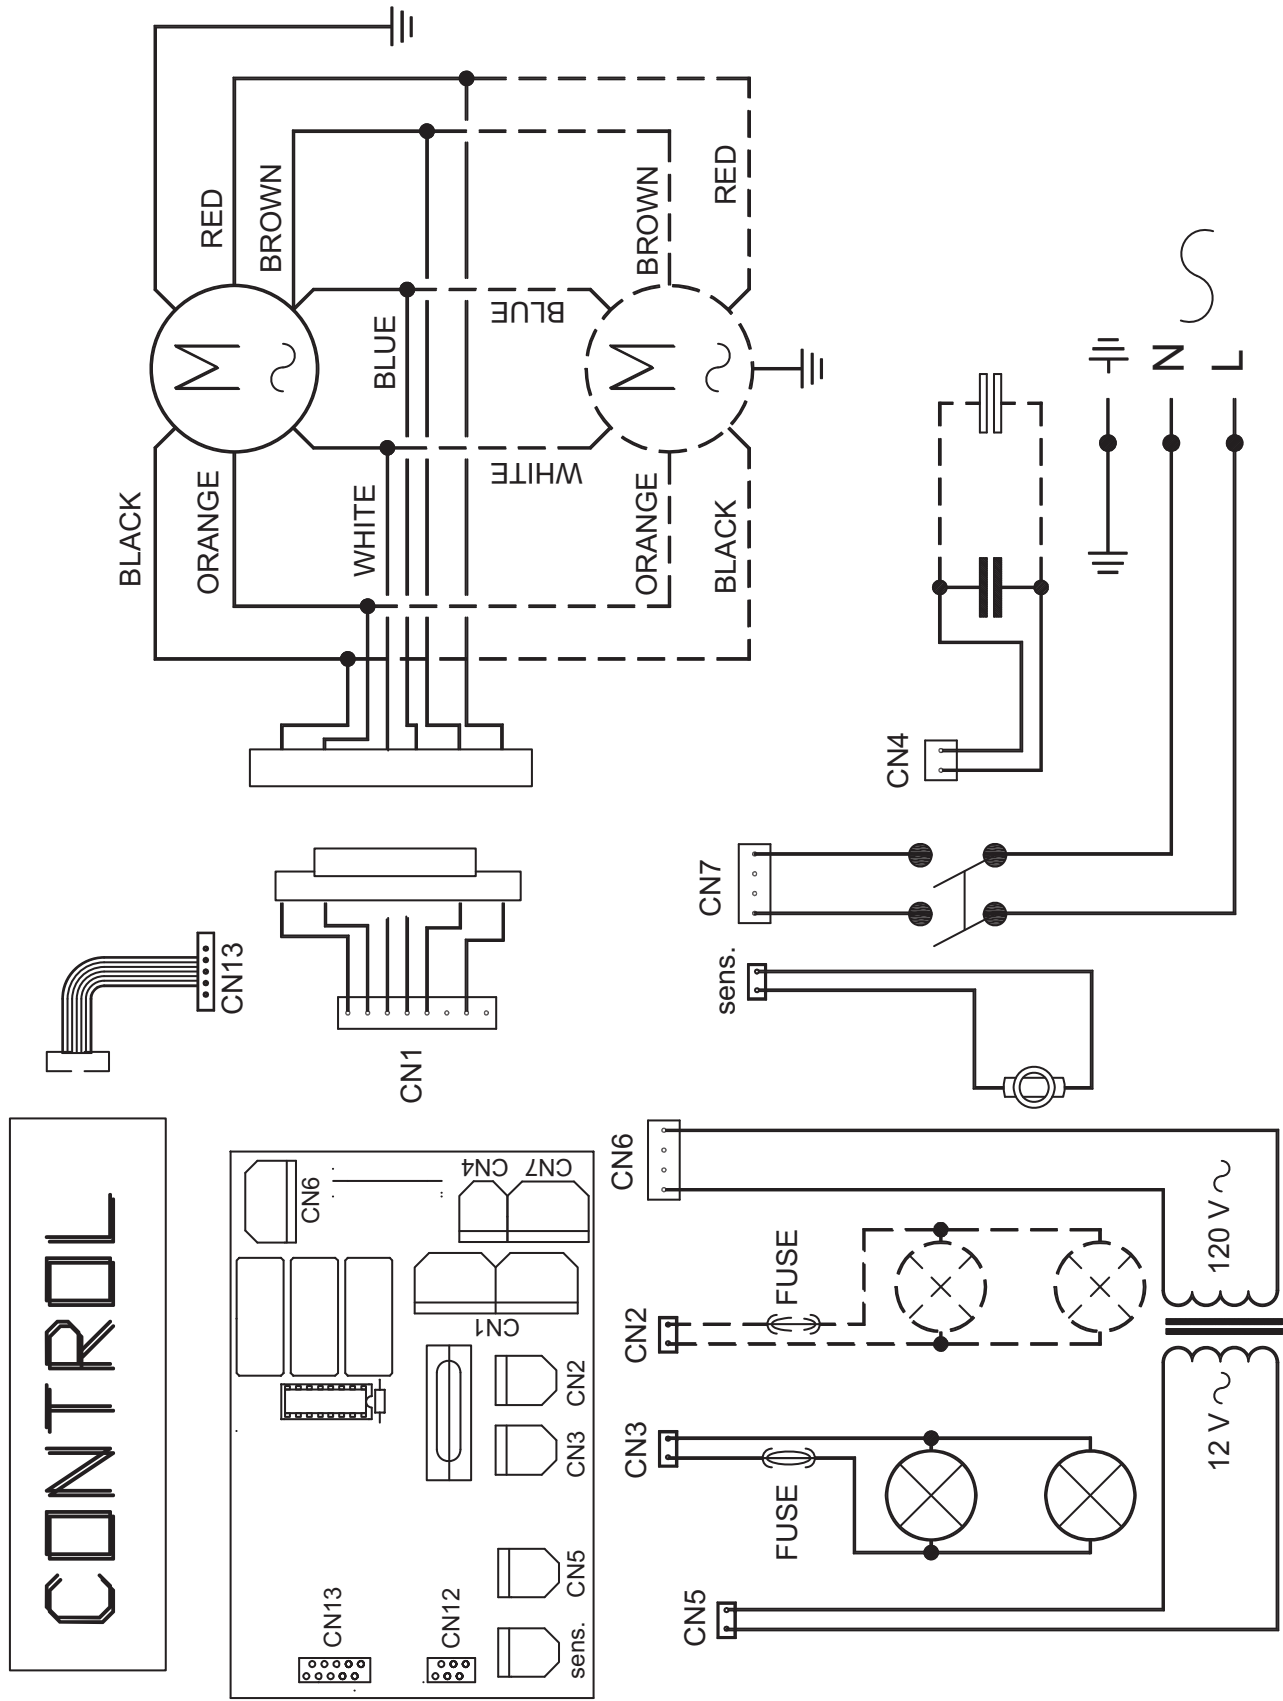 CONTROL
CN13
CN12
sens.
CN5
CN3
CN2
CN1
CN6
CN4
CN7
CN13
CN1
BLACK
ORANGE
WHITE
BLUE
RED
BROWN
M
WHITE
BLUE
M
ORANGE
BLACK
BROWN
RED
CN5
CN3
FUSE
CN2
FUSE
12 V ~
120 V ~
CN6
sens.
CN7
CN4
N
L